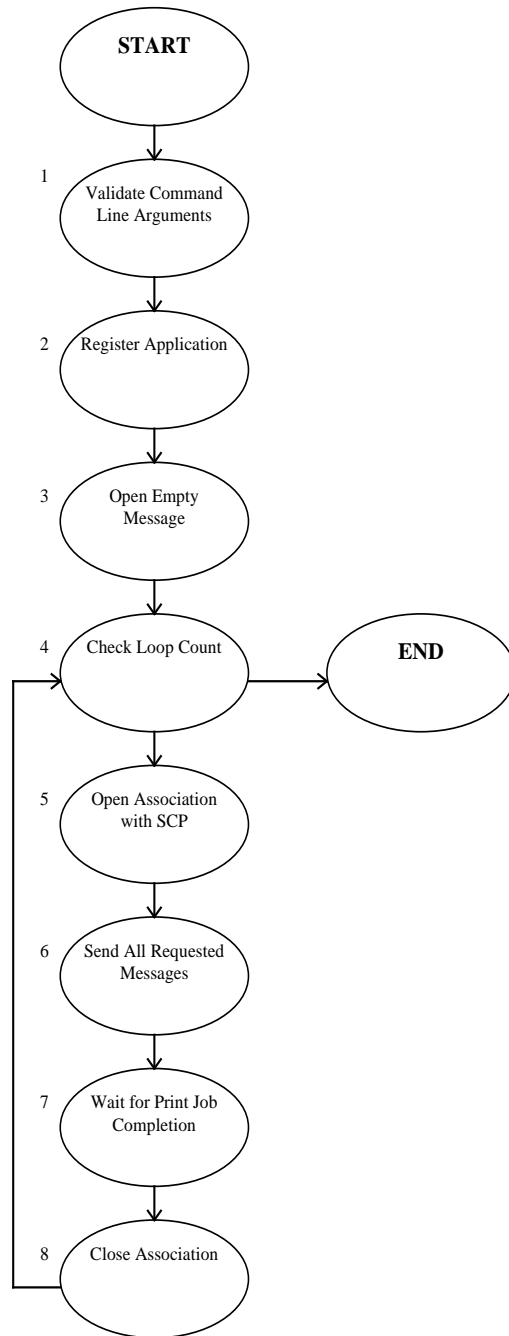 START
1
Validate Command
Line Arguments
2
Register Application
3
Open Empty
Message
4
Check Loop Count
END
5
Open Association
with SCP
6
Send All Requested
Messages
7
Wait for Print Job
Completion
8
Close Association